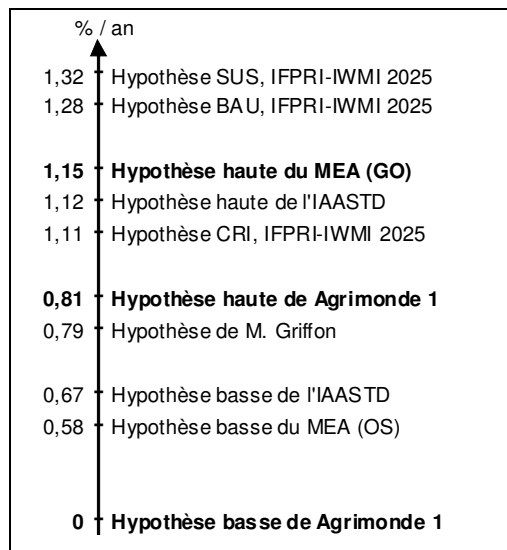 % / an
1,32 Hypothèse SUS, IFPRI-IWMI 2025
1,28 Hypothèse BAU, IFPRI-IWMI 2025
1,15 Hypothèse haute du MEA (GO)
1,12 Hypothèse haute de l'IAASTD
1,11 Hypothèse CRI, IFPRI-IWMI 2025
0,81 Hypothèse haute de Agrimonde 1
0,79 Hypothèse de M. Griffon
0,67 Hypothèse basse de l'IAASTD
0,58 Hypothèse basse du MEA (OS)
0 Hypothèse basse de Agrimonde 1